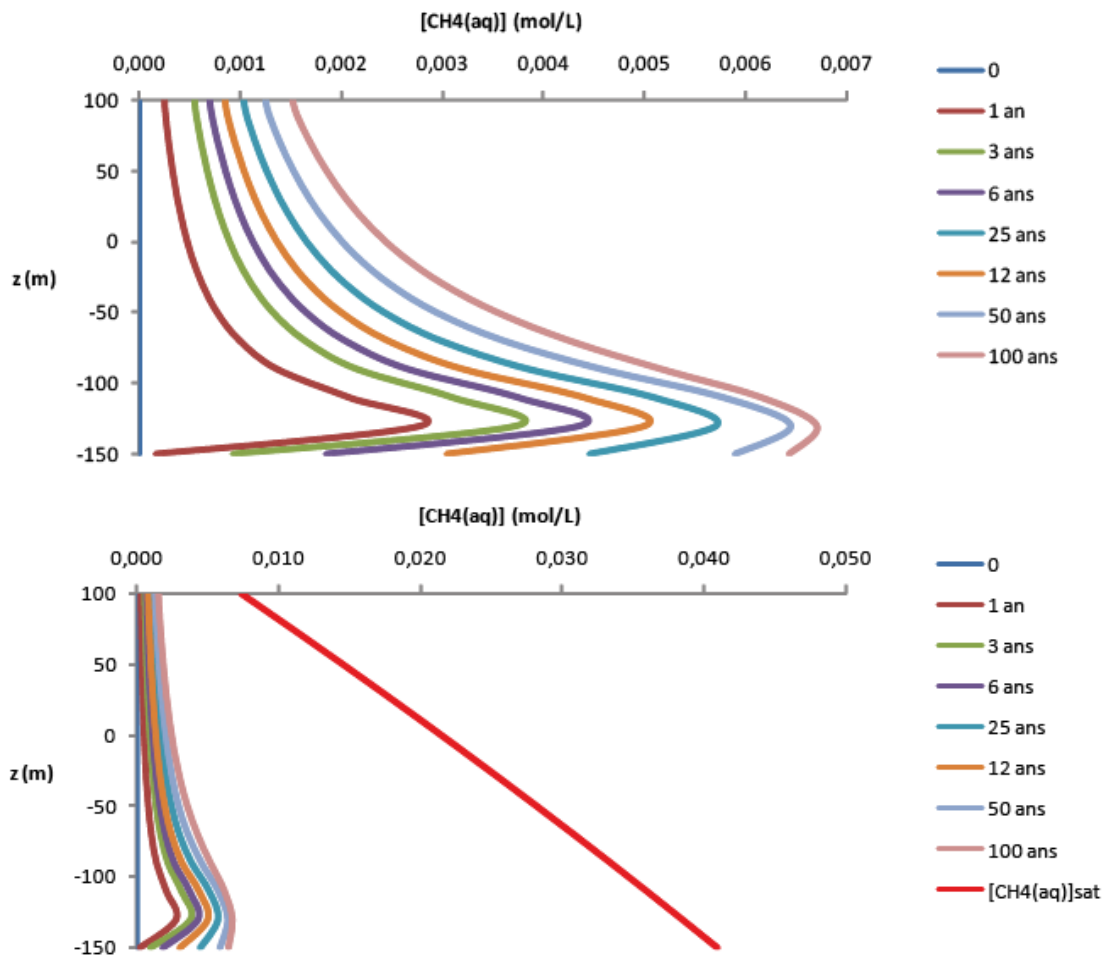 [CH4(aq)] (mol/L)
0,000 0,001 0,002 0,003 0,004 0,005 0,006 0,007
100
50
0
-50
-100
-150
z (m)
0
1 an
3 ans
6 ans
25 ans
12 ans
50 ans
100 ans
[CH4(aq)] (mol/L)
0,000 0,010 0,020 0,030 0,040 0,050
100
50
0
-50
-100
-150
z (m)
0
1 an
3 ans
6 ans
25 ans
12 ans
50 ans
100 ans
[CH4(aq)]sat